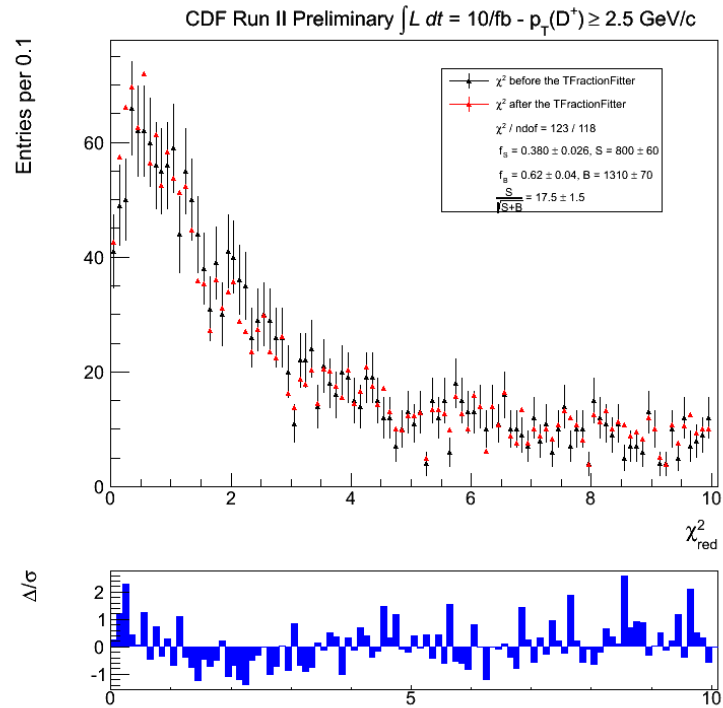 CDF Run II Preliminary ∫L dt = 10/fb - p_T(D⁺) ≥ 2.5 GeV/c
Entries per 0.1
60
40
20
0
χ² before the TFractionFitter
χ² after the TFractionFitter
χ² / ndof = 123 / 118
f_S = 0.380 ± 0.026, S = 800 ± 60
f_B = 0.62 ± 0.04, B = 1310 ± 70
S/√S+B = 17.5 ± 1.5
0 2 4 6 8 10
χ²_red
Δ/σ
2
1
0
-1
0 5 10